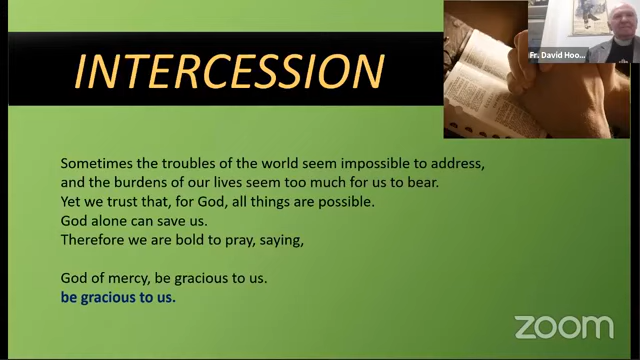 INTERCESSION
Fr. David Hoo...
Sometimes the troubles of the world seem impossible to address,
and the burdens of our lives seem too much for us to bear.
Yet we trust that, for God, all things are possible.
God alone can save us.
Therefore we are bold to pray, saying,
God of mercy, be gracious to us.
be gracious to us.
zoom